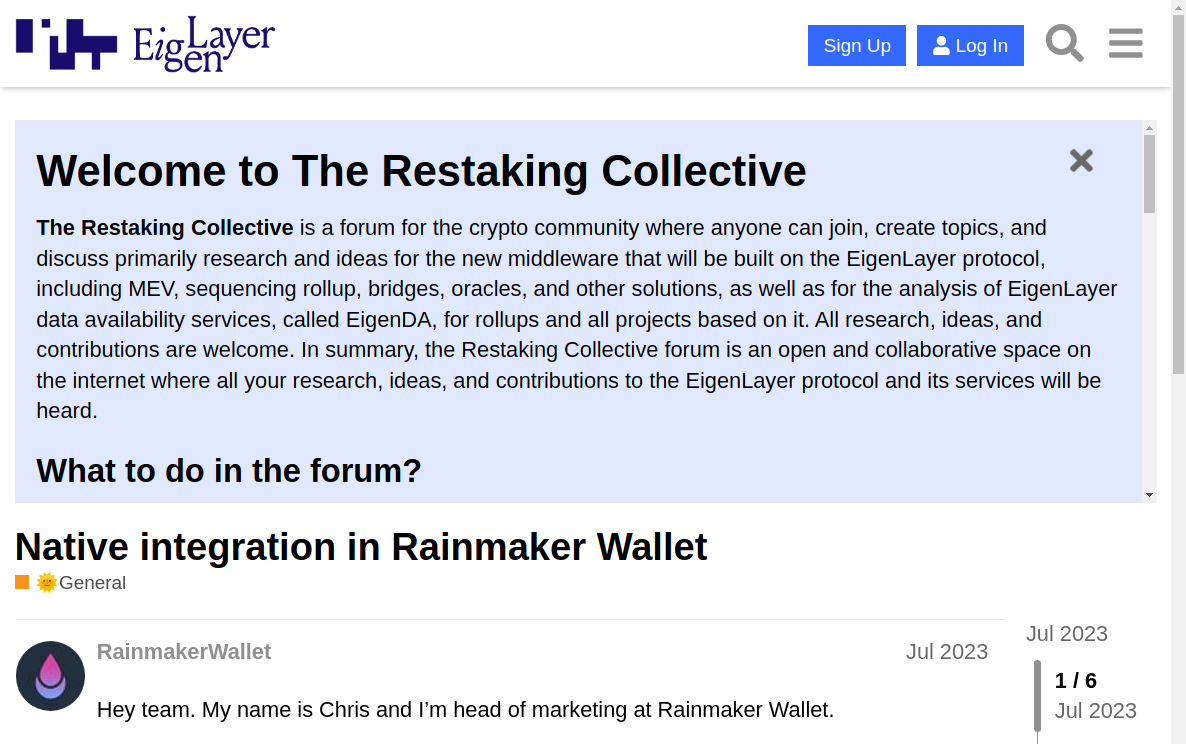 EigenLayer
Sign Up
Log In
Welcome to The Restaking Collective
The Restaking Collective is a forum for the crypto community where anyone can join, create topics, and
discuss primarily research and ideas for the new middleware that will be built on the EigenLayer protocol,
including MEV, sequencing rollup, bridges, oracles, and other solutions, as well as for the analysis of EigenLayer
data availability services, called EigenDA, for rollups and all projects based on it. All research, ideas, and
contributions are welcome. In summary, the Restaking Collective forum is an open and collaborative space on
the internet where all your research, ideas, and contributions to the EigenLayer protocol and its services will be
heard.
What to do in the forum?
Native integration in Rainmaker Wallet
🌞General
RainmakerWallet
Jul 2023
Hey team. My name is Chris and I’m head of marketing at Rainmaker Wallet.
Jul 2023
1 / 6
Jul 2023